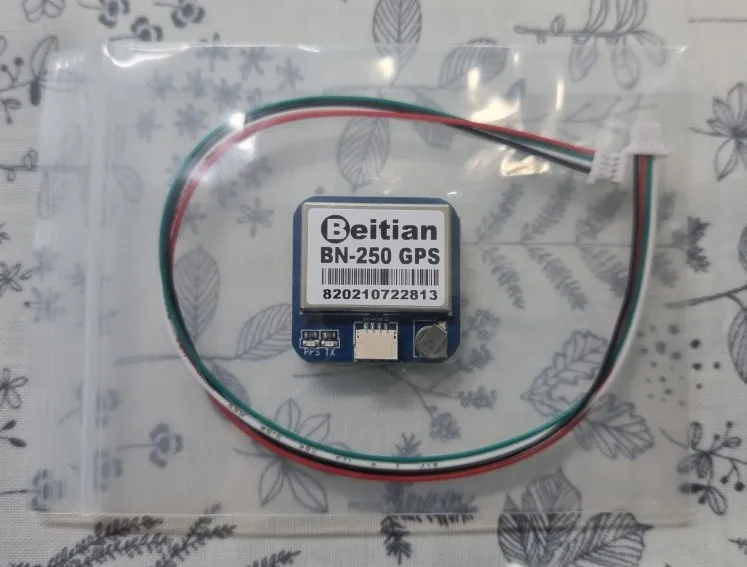 Beitian
BN-250 GPS
820210722813
PPS TX